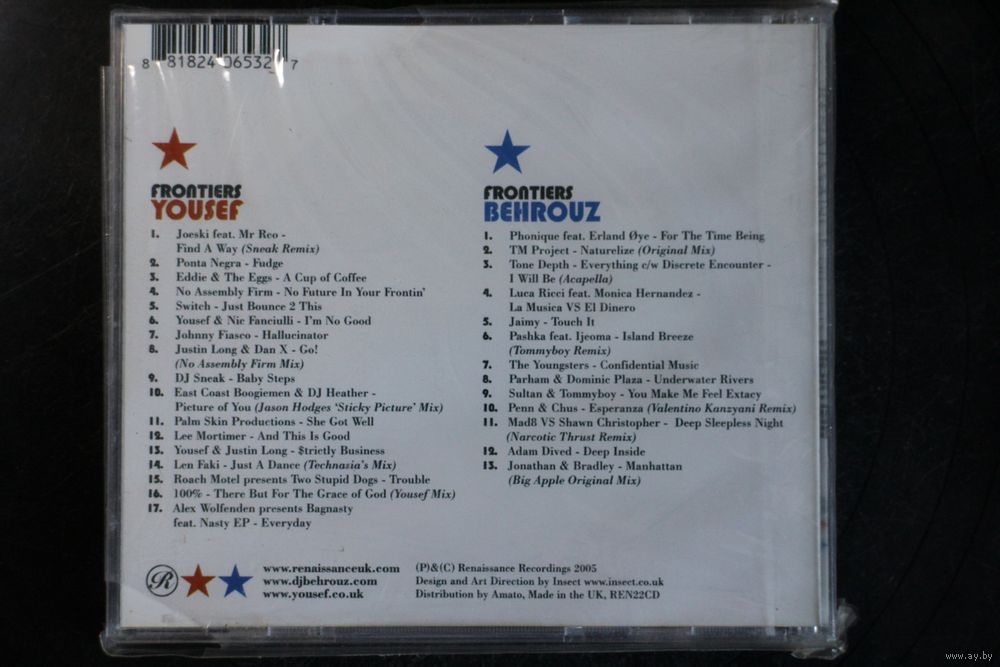 8 81824 06532 7
FRONTIERS
YOUSEF
1. Joeski feat. Mr Reo -
Find A Way (Sneak Remix)
2. Ponta Negra - Fudge
3. Eddie & The Eggs - A Cup of Coffee
4. No Assembly Firm - No Future In Your Frontin'
5. Switch - Just Bounce 2 This
6. Yousef & Nic Fanciulli - I'm No Good
7. Johnny Fiasco - Hallucinator
8. Justin Long & Dan X - Go!
(No Assembly Firm Mix)
9. DJ Sneak - Baby Steps
10. East Coast Boogiemen & DJ Heather -
Picture of You (Jason Hodges 'Sticky Picture' Mix)
11. Palm Skin Productions - She Got Well
12. Lee Mortimer - And This Is Good
13. Yousef & Justin Long - $trictly Business
14. Len Faki - Just A Dance (Technasia's Mix)
15. Roach Motel presents Two Stupid Dogs - Trouble
16. 100% - There But For The Grace of God (Yousef Mix)
17. Alex Wolfenden presents Bagnasty
feat. Nasty EP - Everyday
FRONTIERS
BEHROUZ
1. Phonique feat. Erland Øye - For The Time Being
2. TM Project - Naturelize (Original Mix)
3. Tone Depth - Everything c/w Discrete Encounter -
I Will Be (Acapella)
4. Luca Ricci feat. Monica Hernandez -
La Musica VS El Dinero
5. Jaimy - Touch It
6. Pashka feat. Ijeoma - Island Breeze
(Tommyboy Remix)
7. The Youngsters - Confidential Music
8. Parham & Dominic Plaza - Underwater Rivers
9. Sultan & Tommyboy - You Make Me Feel Extacy
10. Penn & Chus - Esperanza (Valentino Kanzyani Remix)
11. Mad8 VS Shawn Christopher - Deep Sleepless Night
(Narcotic Thrust Remix)
12. Adam Dived - Deep Inside
13. Jonathan & Bradley - Manhattan
(Big Apple Original Mix)
R
www.renaissanceuk.com
www.djbehrouz.com
www.yousef.co.uk
(P)&(C) Renaissance Recordings 2005
Design and Art Direction by Insect www.insect.co.uk
Distribution by Amato, Made in the UK, REN22CD
www.ay.by